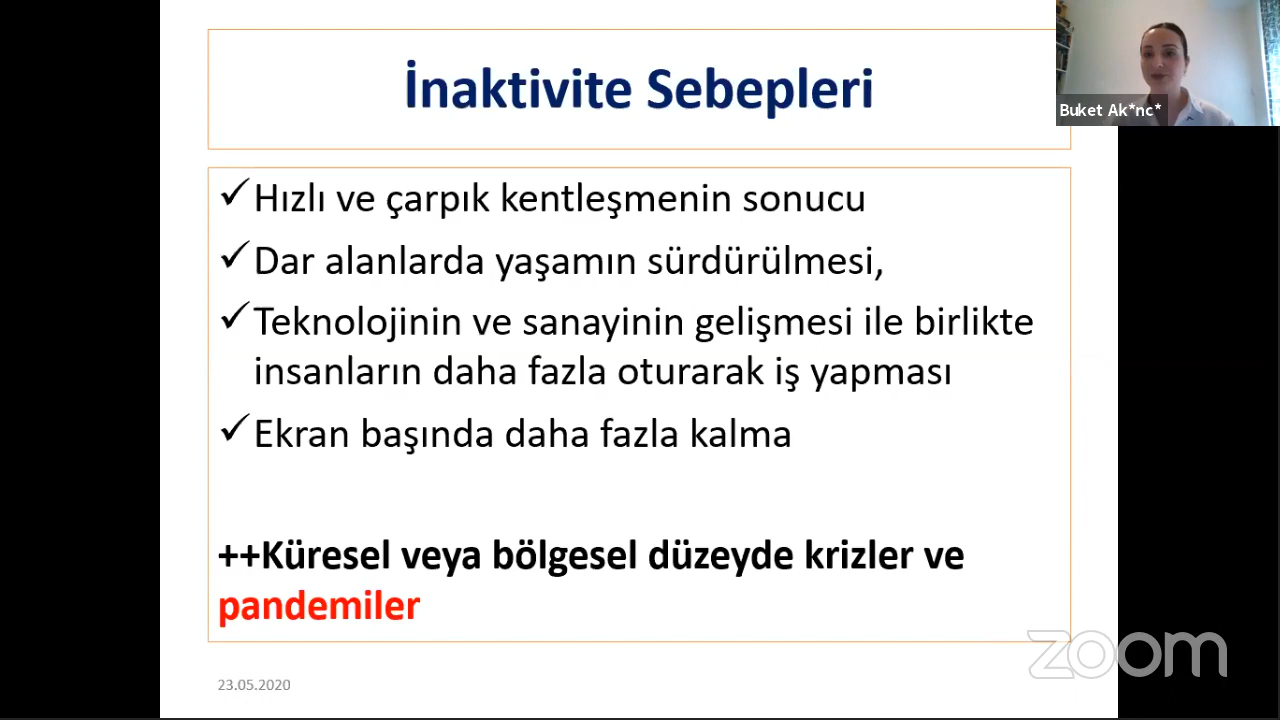 İnaktivite Sebepleri
Buket Ak*nc*
✓Hızlı ve çarpık kentleşmenin sonucu
✓Dar alanlarda yaşamın sürdürülmesi,
✓Teknolojinin ve sanayinin gelişmesi ile birlikte
insanların daha fazla oturarak iş yapması
✓Ekran başında daha fazla kalma
++Küresel veya bölgesel düzeyde krizler ve
pandemiler
23.05.2020
zoom